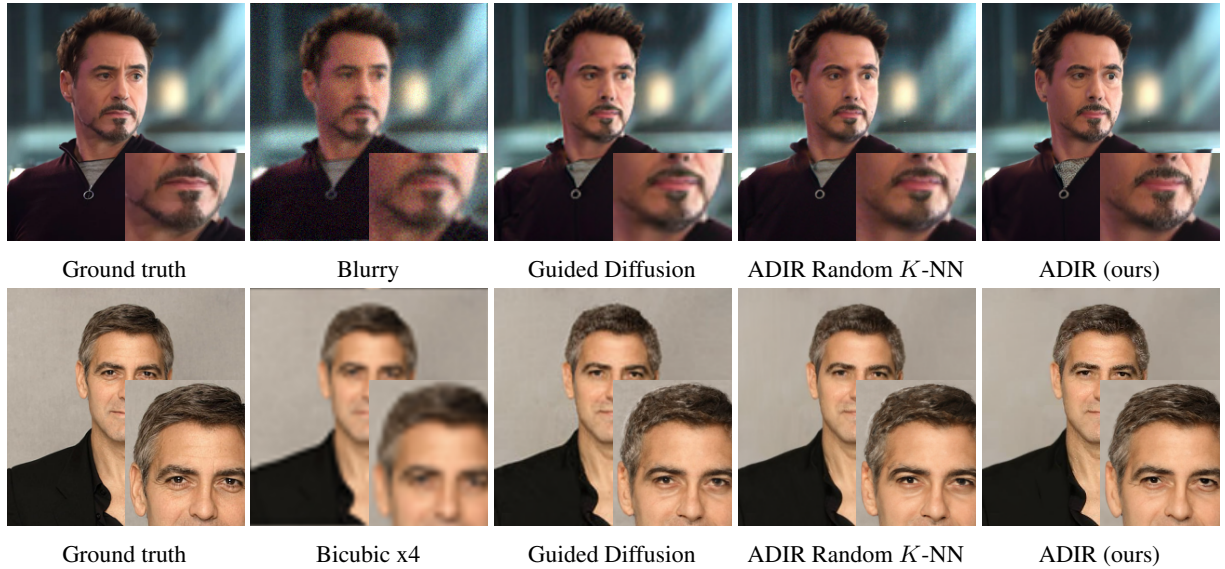 Ground truth
Blurry
Guided Diffusion
ADIR Random K-NN
ADIR (ours)
Ground truth
Bicubic x4
Guided Diffusion
ADIR Random K-NN
ADIR (ours)